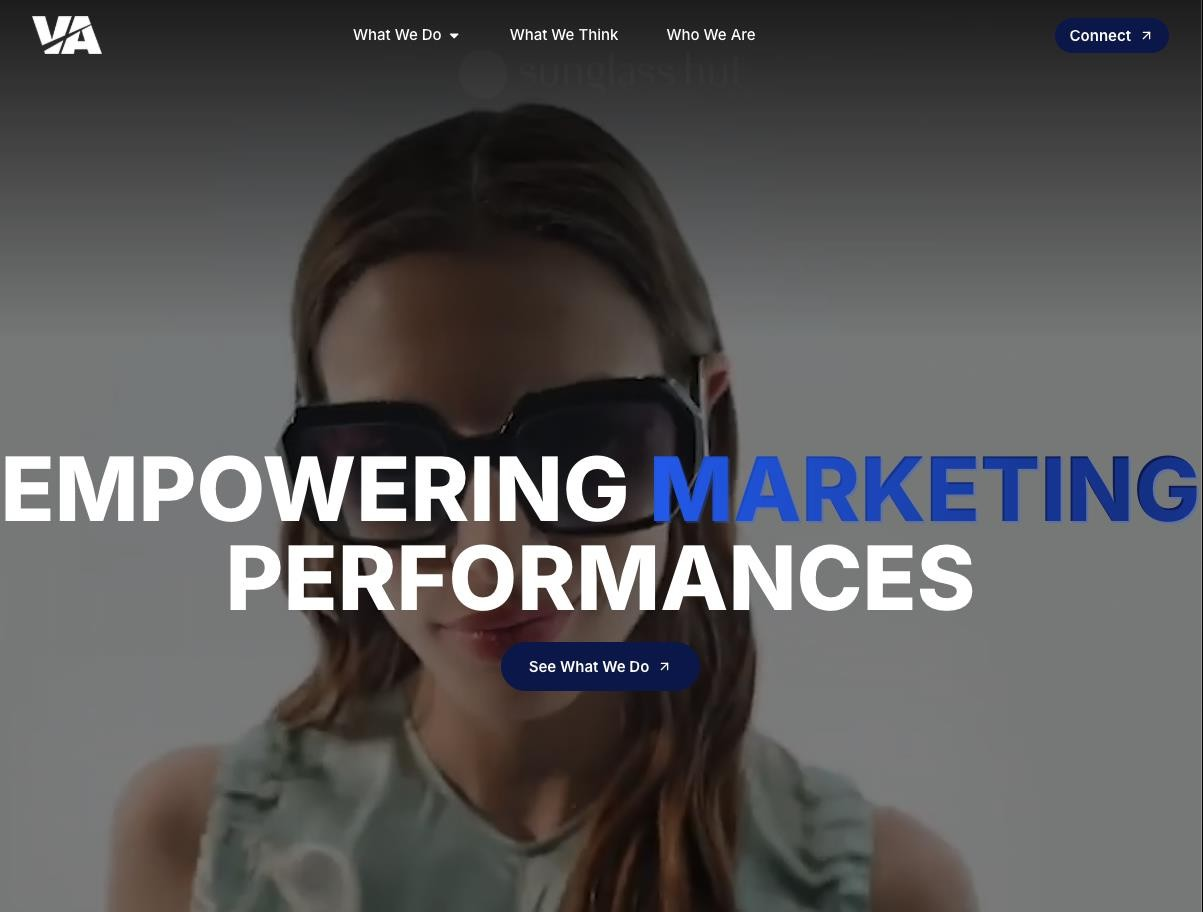 VA
What We Do
What We Think
Who We Are
Connect
sunglass hut
EMPOWERING MARKETING
PERFORMANCES
See What We Do